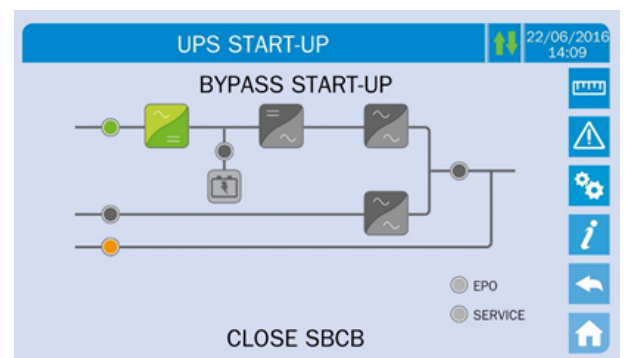 UPS START-UP
22/06/2016
14:09
BYPASS START-UP
EPO
SERVICE
CLOSE SBCB